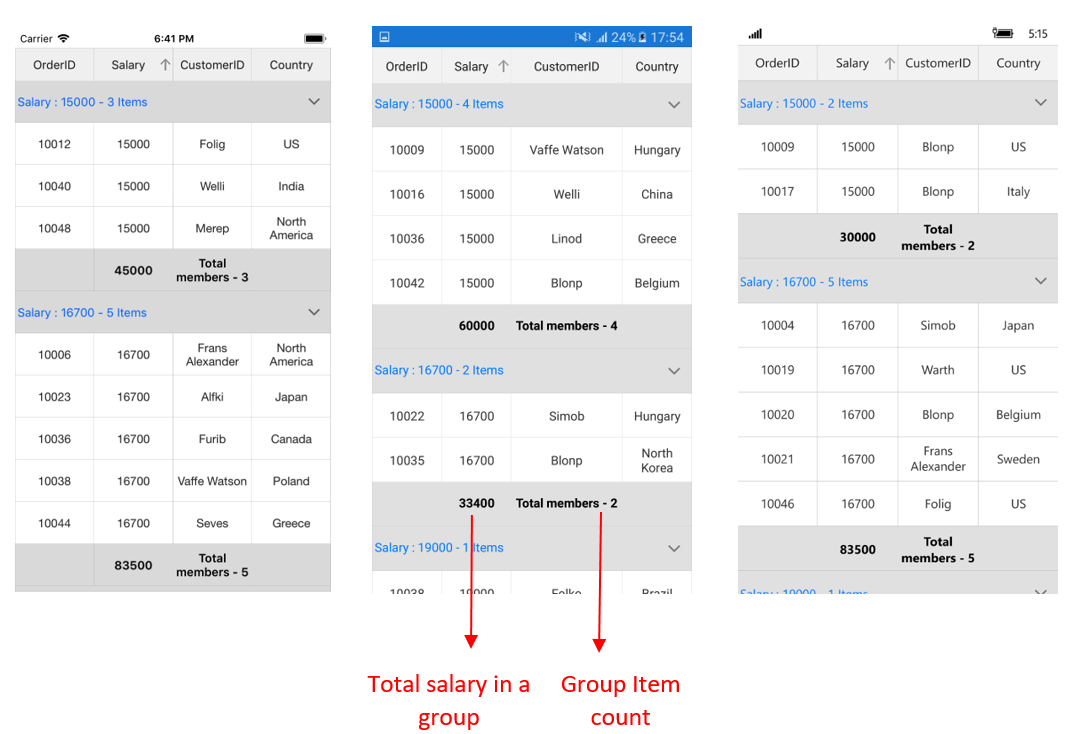 Carrier 6:41 PM
OrderID Salary CustomerID Country
Salary : 15000 - 3 Items
10012 15000 Folig US
10040 15000 Welli India
10048 15000 Merep North
America
45000 Total
members - 3
Salary : 16700 - 5 Items
10006 16700 Frans
Alexander North
America
10023 16700 Alfki Japan
10036 16700 Furib Canada
10038 16700 Vaffe Watson Poland
10044 16700 Seves Greece
83500 Total
members - 5
24% 17:54
OrderID Salary CustomerID Country
Salary : 15000 - 4 Items
10009 15000 Vaffe Watson Hungary
10016 15000 Welli China
10036 15000 Linod Greece
10042 15000 Blonp Belgium
60000 Total members - 4
Salary : 16700 - 2 Items
10022 16700 Simob Hungary
10035 16700 Blonp North
Korea
33400 Total members - 2
Salary : 19000 - 1 Items
10038 19000 Folko Brazil
5:15
OrderID Salary CustomerID Country
Salary : 15000 - 2 Items
10009 15000 Blonp US
10017 15000 Blonp Italy
30000 Total
members - 2
Salary : 16700 - 5 Items
10004 16700 Simob Japan
10019 16700 Warth US
10020 16700 Blonp Belgium
10021 16700 Frans
Alexander Sweden
10046 16700 Folig US
83500 Total
members - 5
Salary : 19000 - 1 Items
Total salary in a
group
Group Item
count